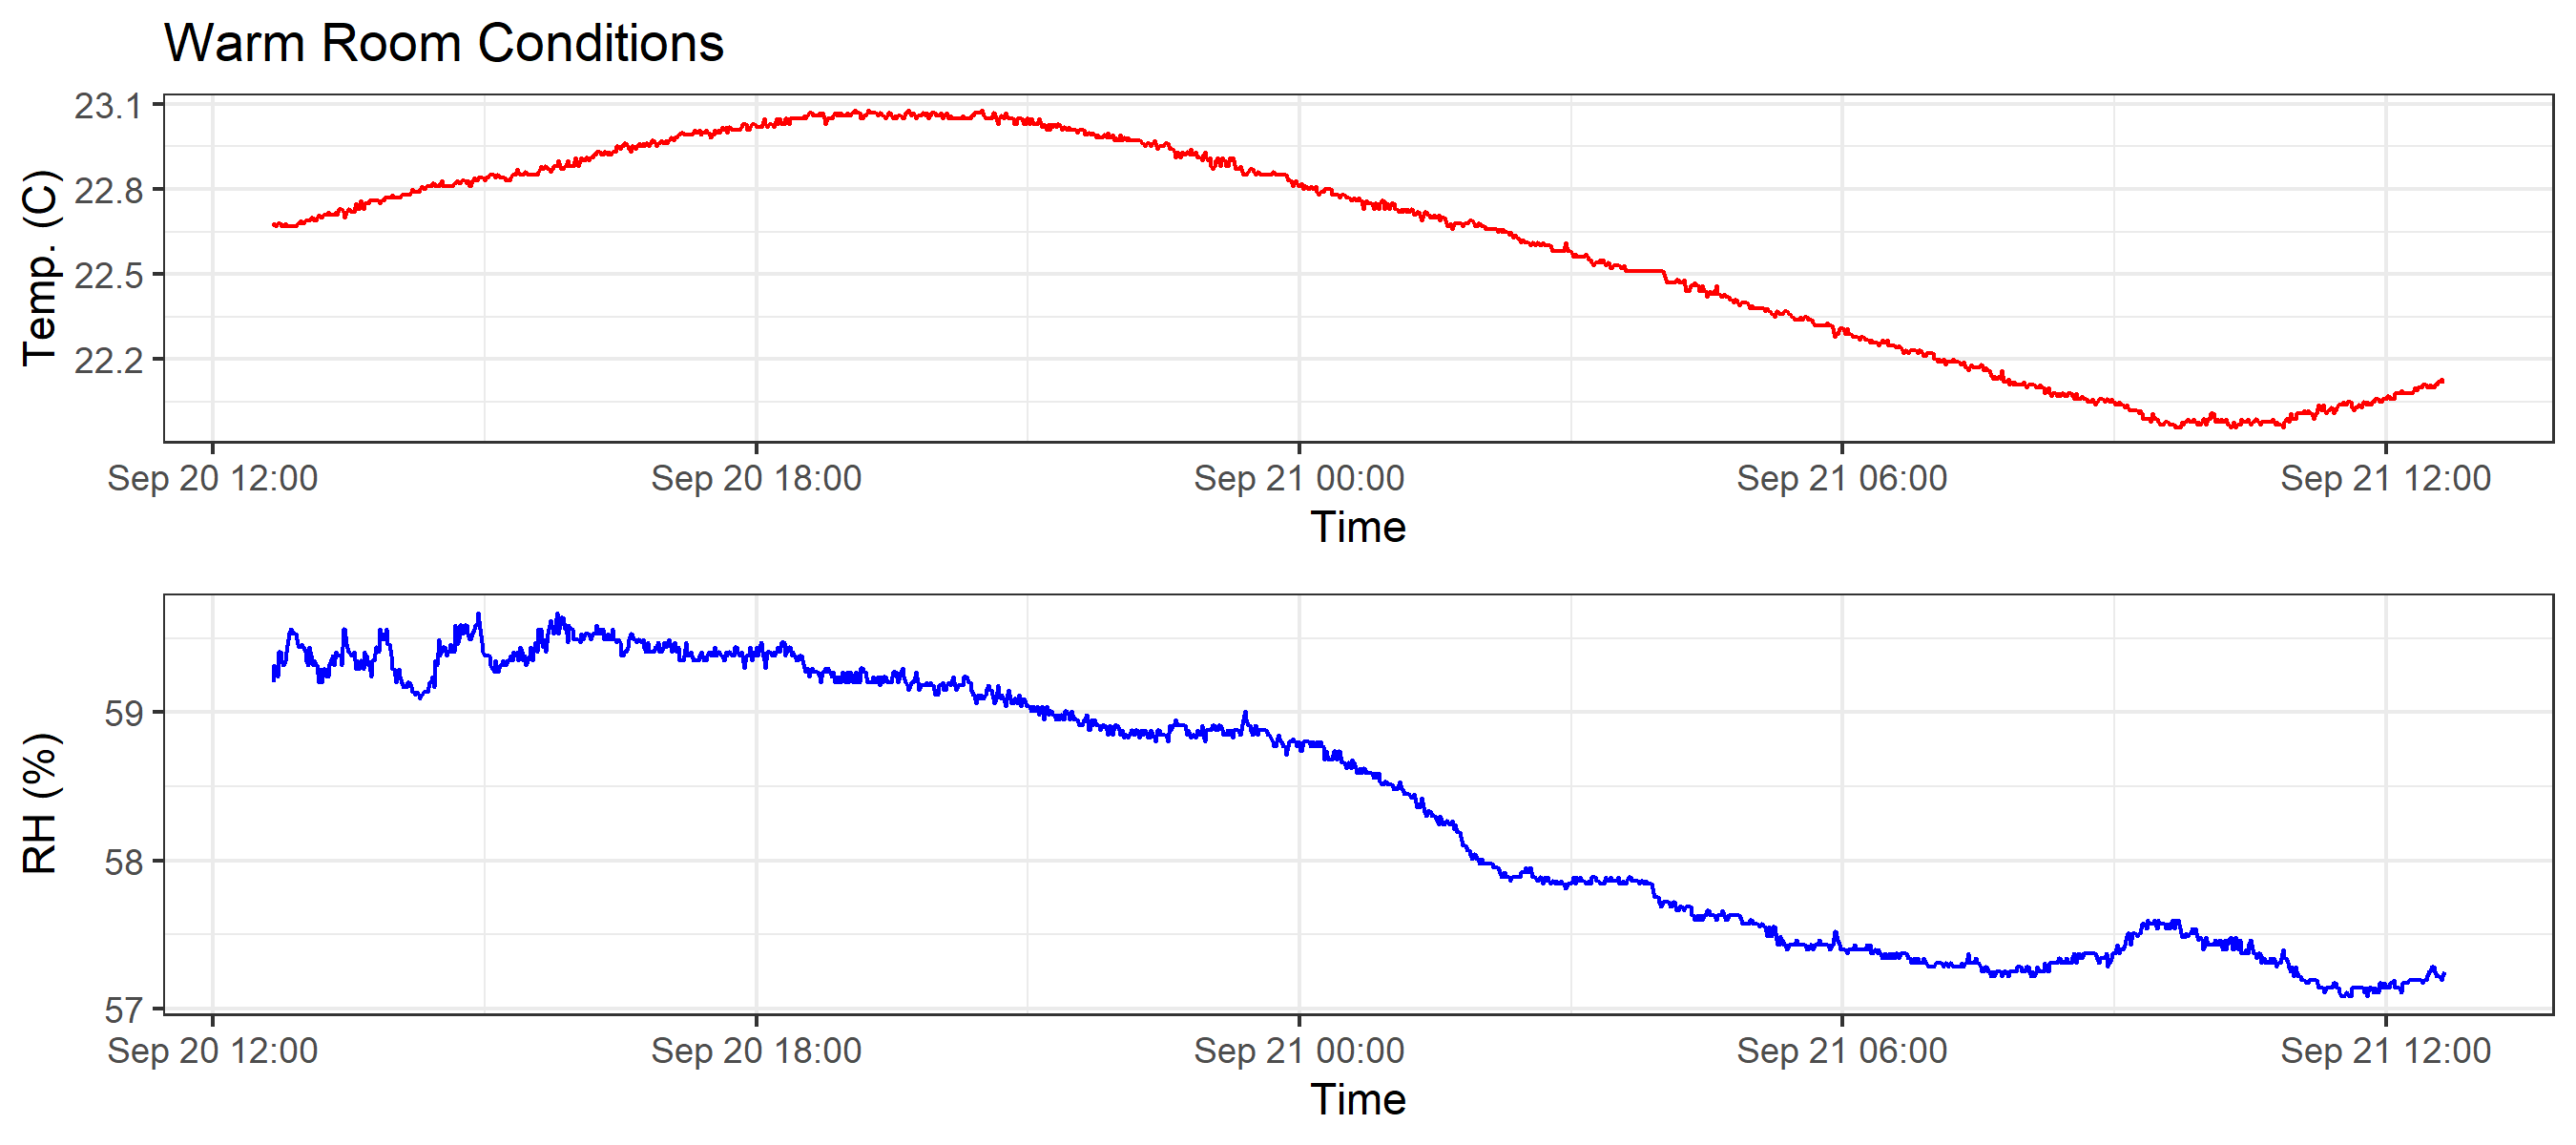 Warm Room Conditions
23.1
22.8
22.5
22.2
Temp. (C)
Sep 20 12:00 Sep 20 18:00 Sep 21 00:00 Sep 21 06:00 Sep 21 12:00
Time
59
58
57
RH (%)
Sep 20 12:00 Sep 20 18:00 Sep 21 00:00 Sep 21 06:00 Sep 21 12:00
Time